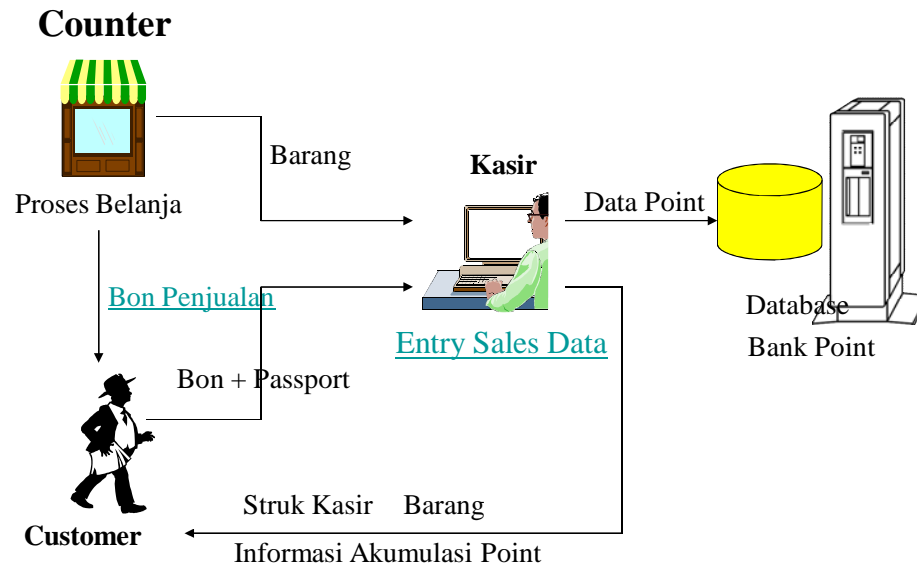 Counter
Barang
Kasir
Proses Belanja
Data Point
Bon Penjualan
Database
Entry Sales Data
Bank Point
Bon + Passport
Struk Kasir Barang
Customer
Informasi Akumulasi Point